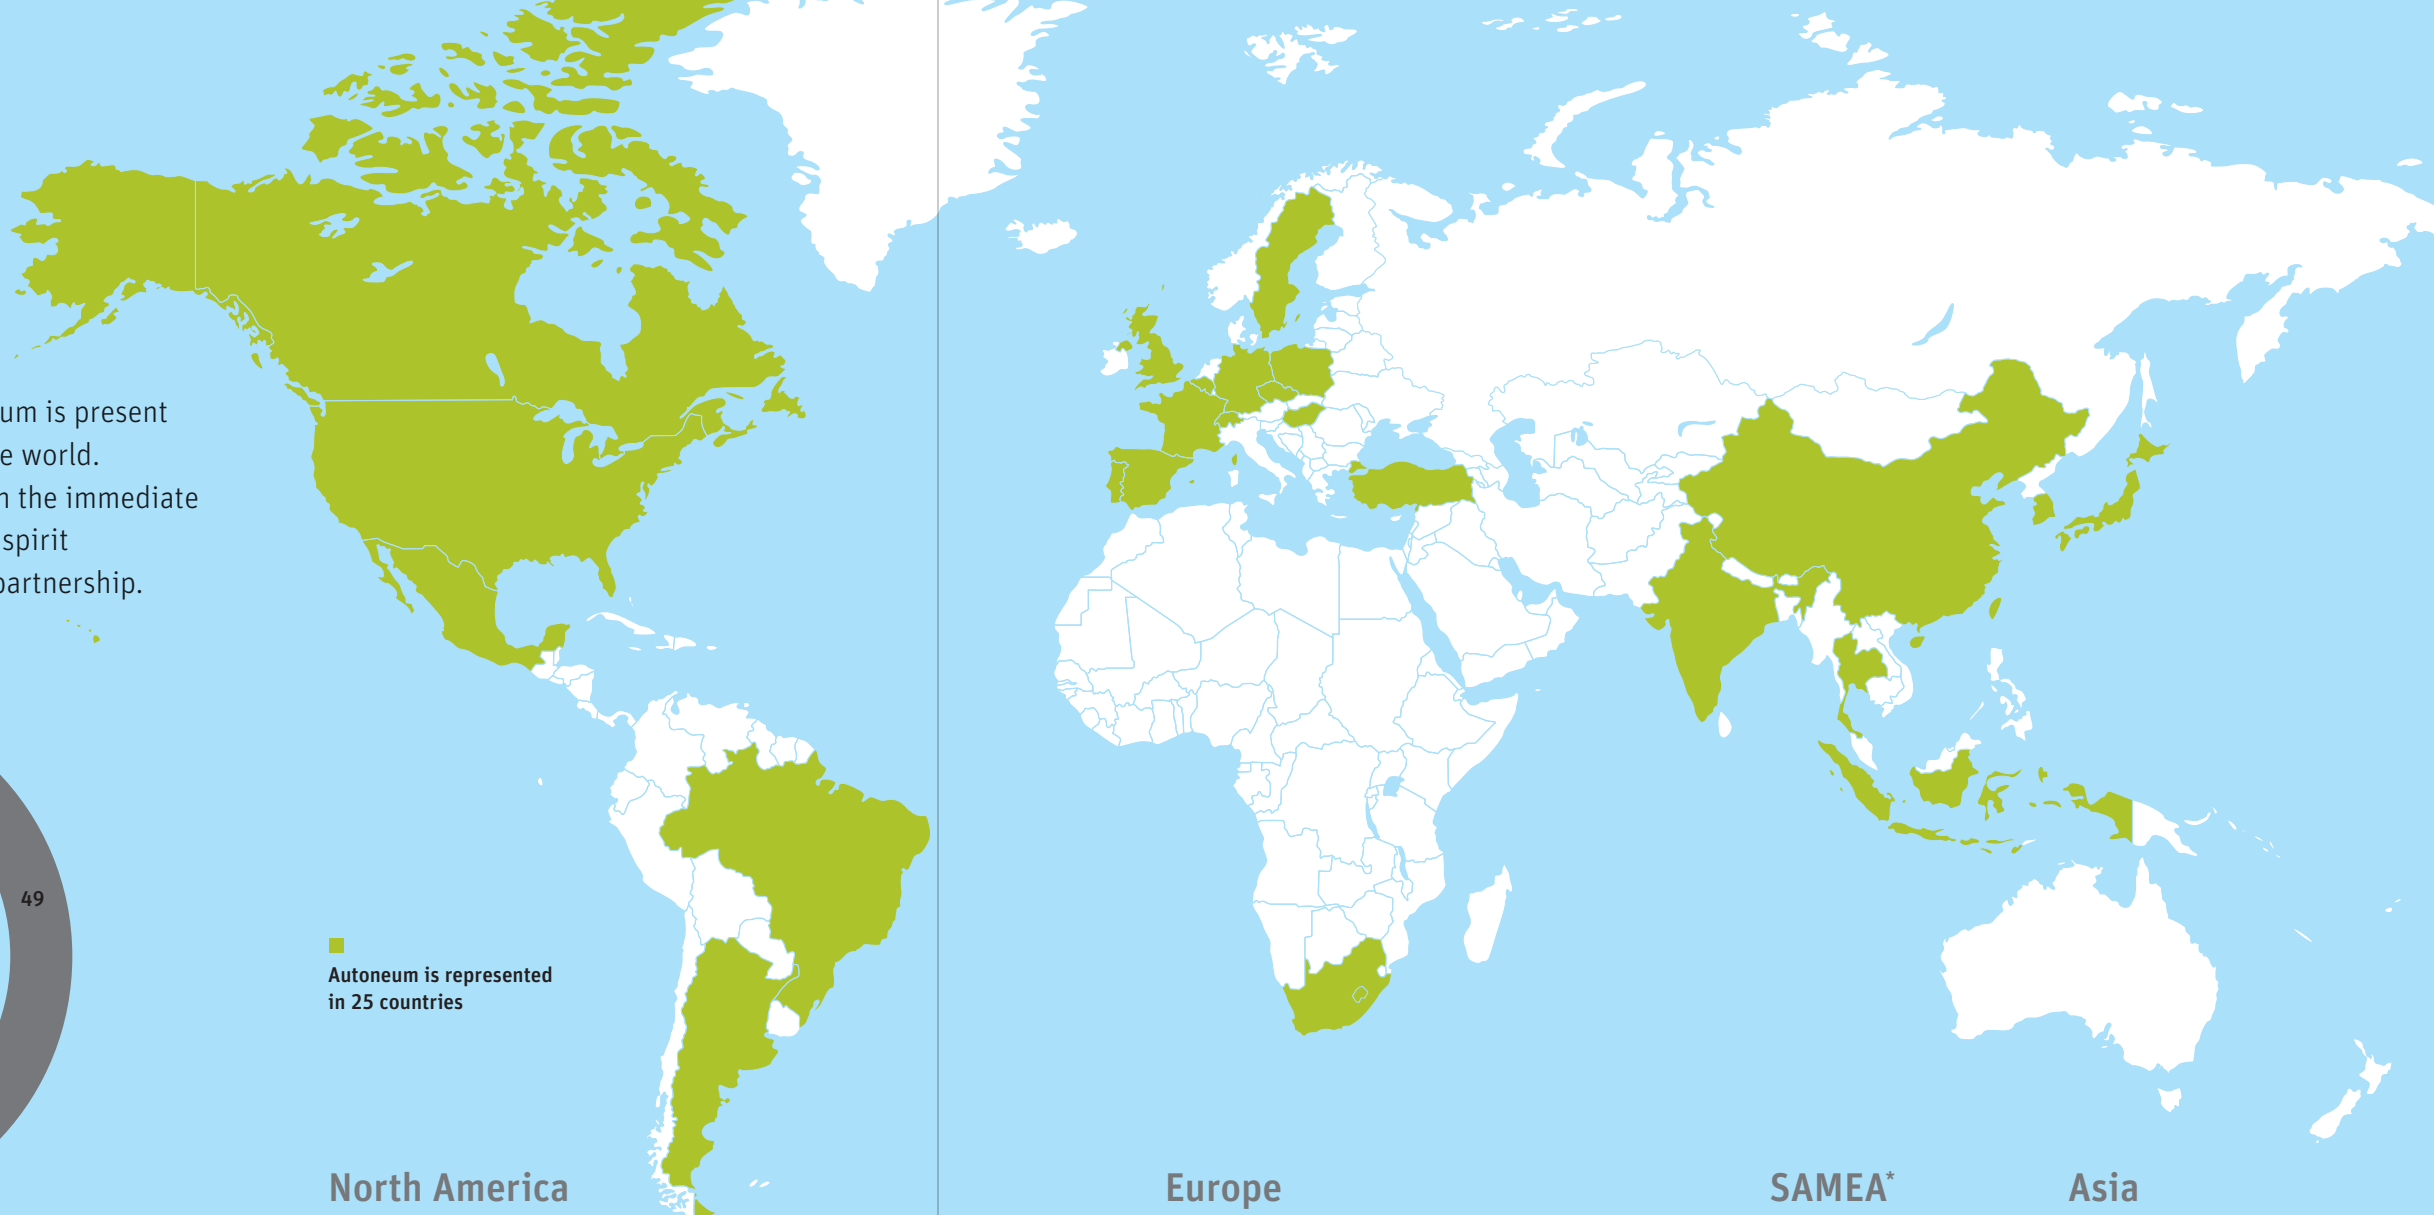 um is present
e world.
n the immediate
spirit
partnership.
49
Autoneum is represented
in 25 countries
North America
Europe
SAMEA*
Asia